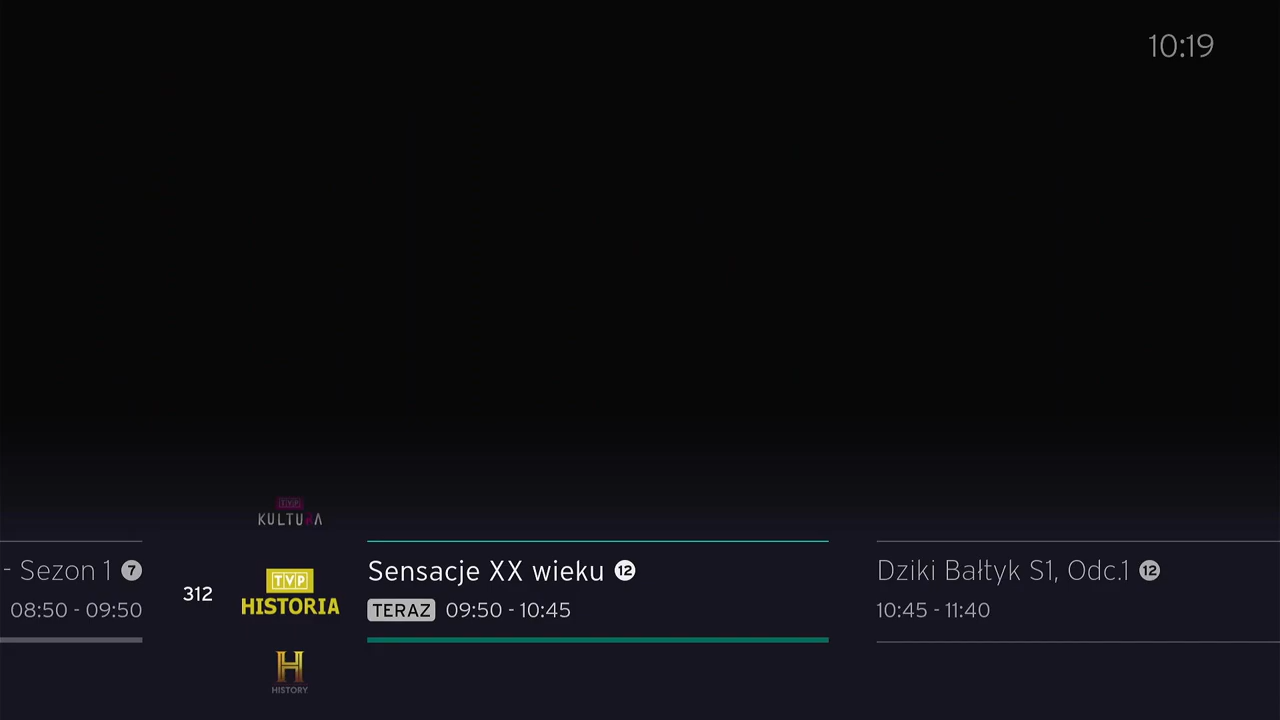 10:19
TVP
KULTURA
- Sezon 1 7
08:50 - 09:50
312
TVP
HISTORIA
Sensacje XX wieku 12
TERAZ 09:50 - 10:45
Dziki Bałtyk S1, Odc.1 12
10:45 - 11:40
H
HISTORY